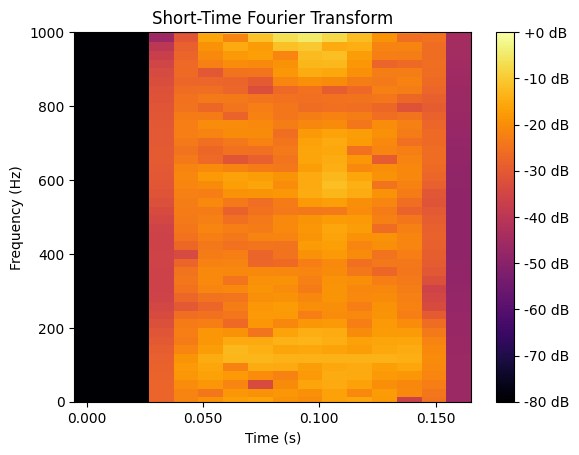 Short-Time Fourier Transform
1000
800
600
400
200
0
Frequency (Hz)
0.000
0.050
0.100
0.150
Time (s)
+0 dB
-10 dB
-20 dB
-30 dB
-40 dB
-50 dB
-60 dB
-70 dB
-80 dB